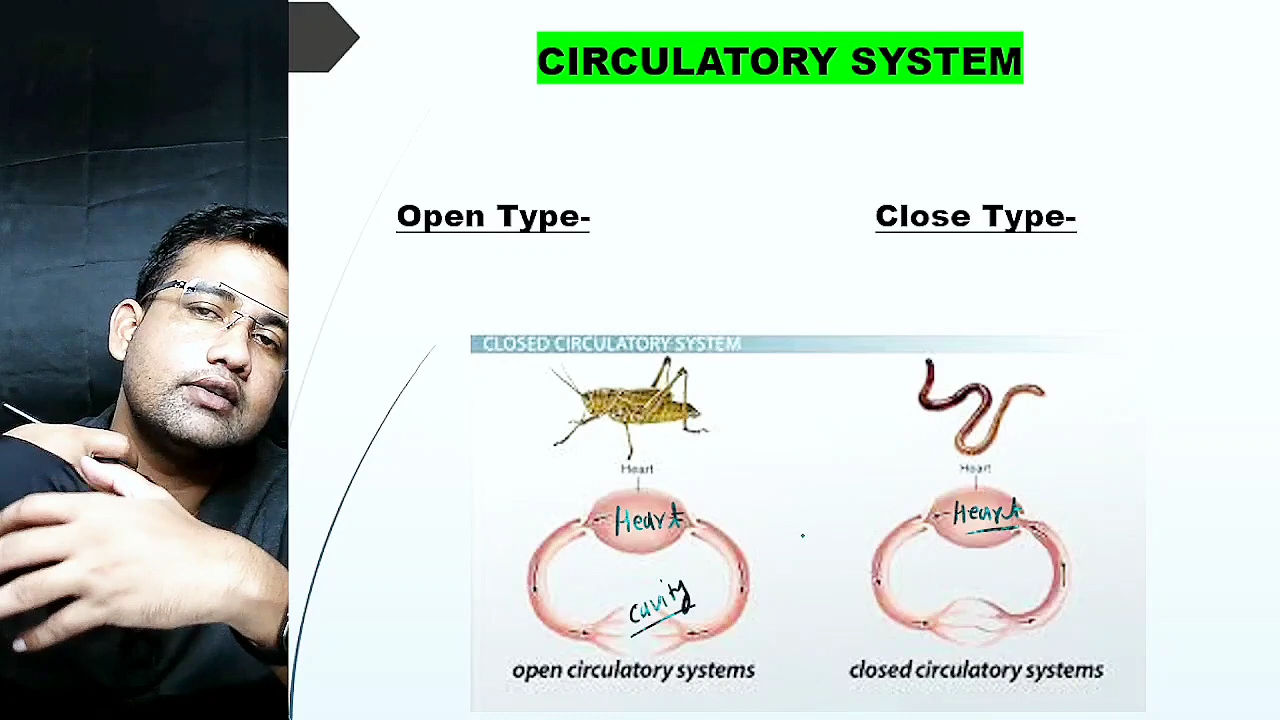 CIRCULATORY SYSTEM
Open Type-
Close Type-
CLOSED CIRCULATORY SYSTEM
Heart
Heart
Heart
Heart
cavity
open circulatory systems
closed circulatory systems